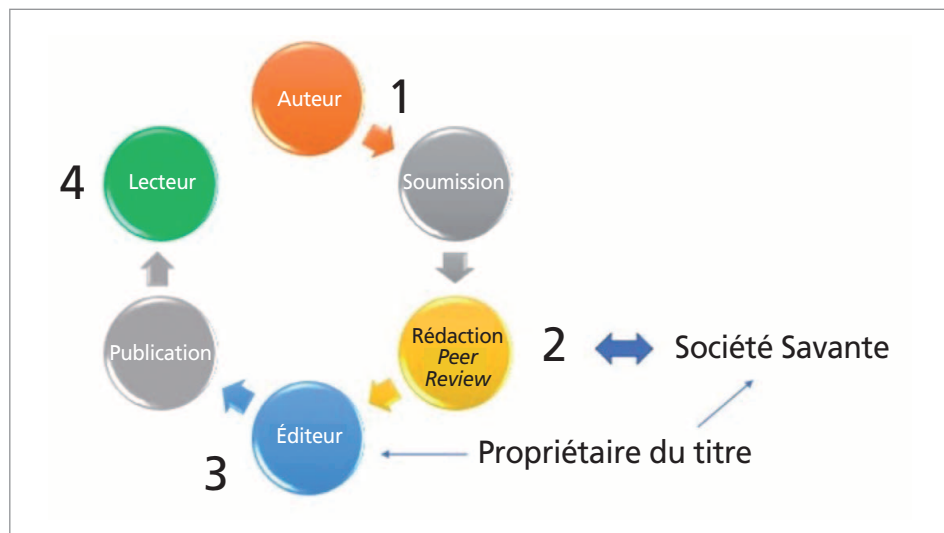 Auteur
1
Soumission
Rédaction
Peer
Review
2
Société Savante
Propriétaire du titre
Éditeur
3
Publication
4
Lecteur